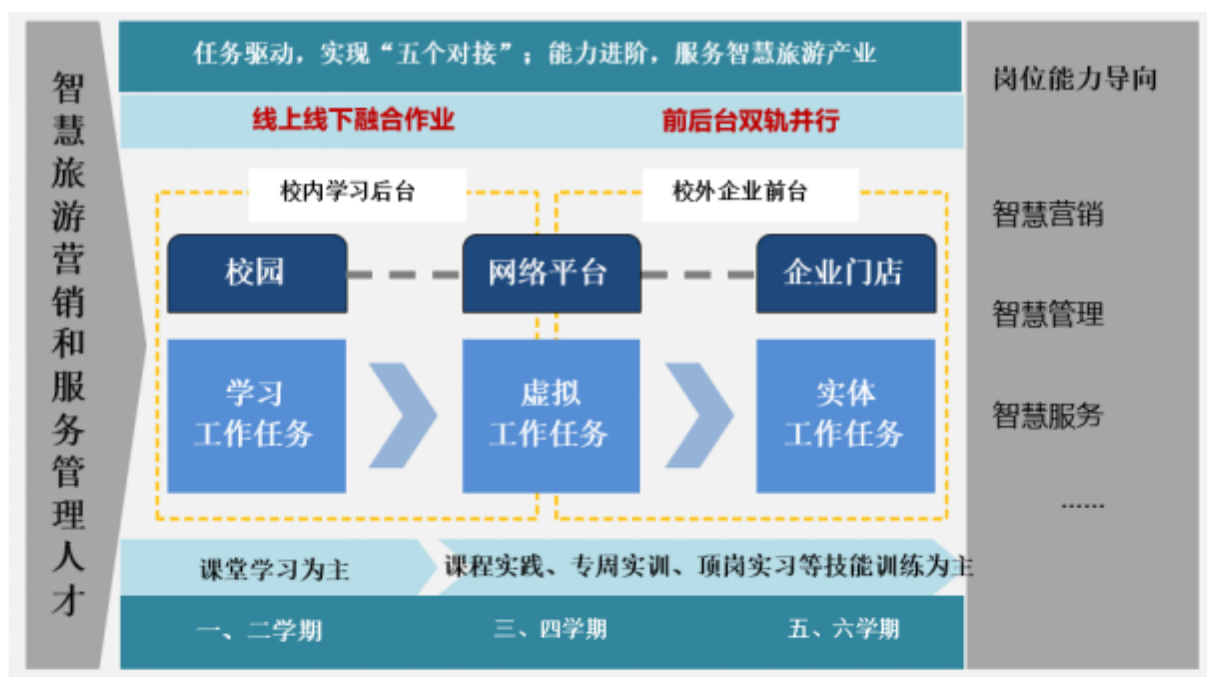 智慧旅游营销和服务管理人才
任务驱动，实现“五个对接”；能力进阶，服务智慧旅游产业
线上线下融合作业
前后台双轨并行
校内学习后台
校外企业前台
校园
网络平台
企业门店
学习
工作任务
虚拟
工作任务
实体
工作任务
课堂学习为主
课程实践、专周实训、顶岗实习等技能训练为主
一、二学期
三、四学期
五、六学期
岗位能力导向
智慧营销
智慧管理
智慧服务
……